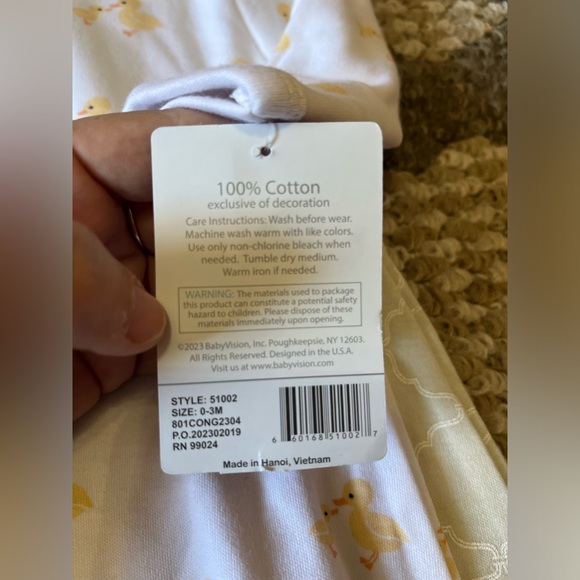 100% Cotton
exclusive of decoration
Care Instructions: Wash before wear.
Machine wash warm with like colors.
Use only non-chlorine bleach when
needed. Tumble dry medium.
Warm iron if needed.
WARNING: The materials used to package
this product can constitute a potential safety
hazard to children. Please dispose of these
materials immediately upon opening.
©2023 BabyVision, Inc. Poughkeepsie, NY 12603.
All Rights Reserved. Designed in the U.S.A.
Visit us at www.babyvision.com
STYLE: 51002
SIZE: 0-3M
801CONG2304
P.O.202302019
RN 99024
6 60168 51002 7
Made in Hanoi, Vietnam